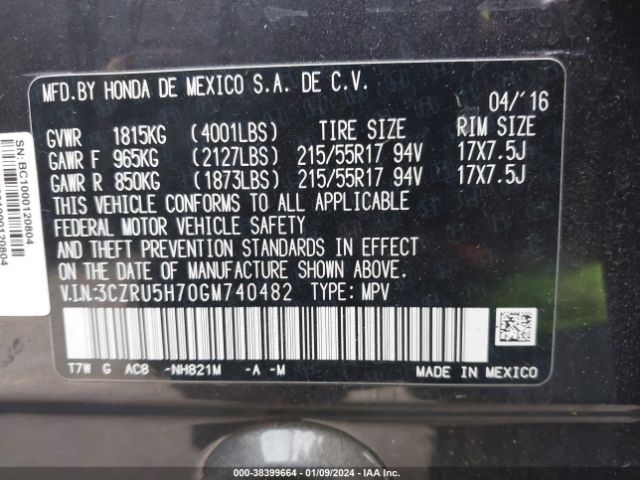 MFD.BY HONDA DE MEXICO S.A. DE C.V.
04/'16
GVWR 1815KG (4001LBS) TIRE SIZE RIM SIZE
GAWR F 965KG (2127LBS) 215/55R17 94V 17X7.5J
GAWR R 850KG (1873LBS) 215/55R17 94V 17X7.5J
THIS VEHICLE CONFORMS TO ALL APPLICABLE
FEDERAL MOTOR VEHICLE SAFETY
AND THEFT PREVENTION STANDARDS IN EFFECT
ON THE DATE OF MANUFACTURE SHOWN ABOVE.
V.I.N:3CZRU5H70GM740482 TYPE: MPV
T7W G AC8 -NH821M -A -M
MADE IN MEXICO
SN:BC1000120804
000-38399664 - 01/09/2024 - IAA Inc.